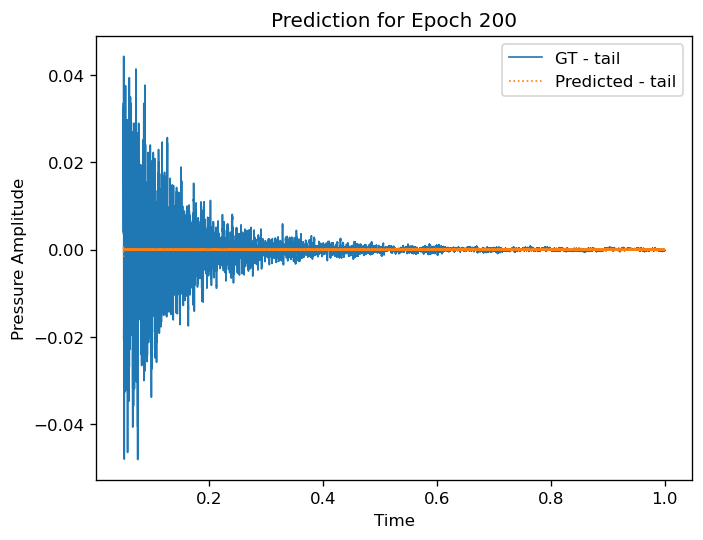 Prediction for Epoch 200
GT - tail
Predicted - tail
Pressure Amplitude
0.04
0.02
0.00
−0.02
−0.04
0.2 0.4 0.6 0.8 1.0
Time